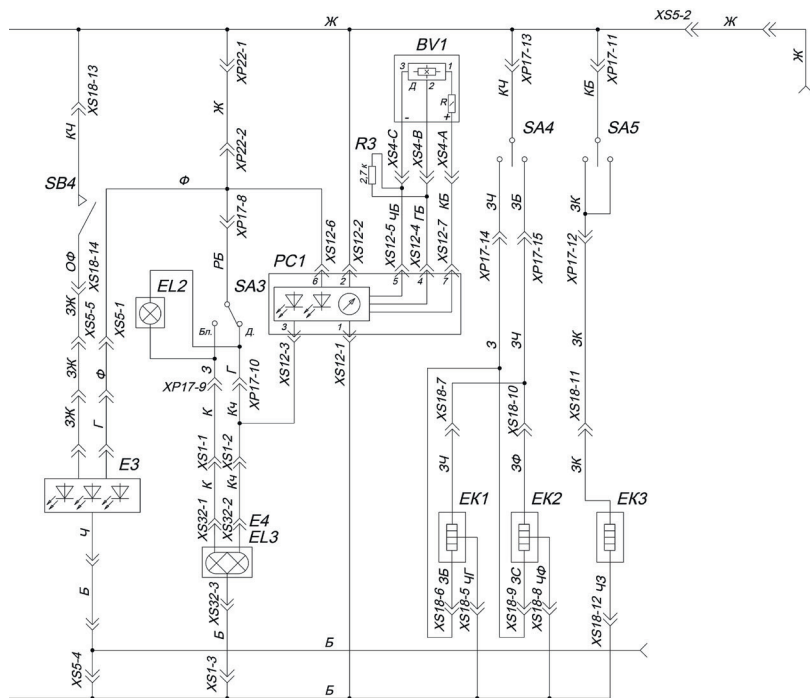 Ж
XS5-2
Ж
Ж
XS18-13
КЧ
SB4
ОФ
XS18-14
ЗЖ
XS5-5
ЗЖ
ЗЖ
XS5-1
Ф
Г
E3
Ч
Б
XS5-4
XP22-1
Ж
XP22-2
Ф
XP17-8
РБ
EL2
SA3
Бл.
Д.
З
Г
XP17-9
XP17-10
К
Кч
XS1-1
XS1-2
К
Кч
XS32-1
XS32-2
E4
EL3
XS32-3
Б
XS1-3
BV1
3
1
Д
2
R
-
+
R3
2,7 к
XS4-C
XS4-B
XS4-A
ЧБ
ГБ
КБ
XS12-6
XS12-2
XS12-5
XS12-4
XS12-7
PC1
6
2
5
4
7
3
1
XS12-3
XS12-1
XP17-13
КЧ
SA4
ЗЧ
ЗБ
XP17-14
XP17-15
З
ЗЧ
XS18-7
XS18-10
ЗЧ
ЗФ
EK1
EK2
EK3
ЗБ
ЧГ
ЗС
ЧФ
ЧЗ
XS18-6
XS18-5
XS18-9
XS18-8
XS18-12
XP17-11
КБ
SA5
ЗК
XP17-12
ЗК
XS18-11
ЗК
Б
Б